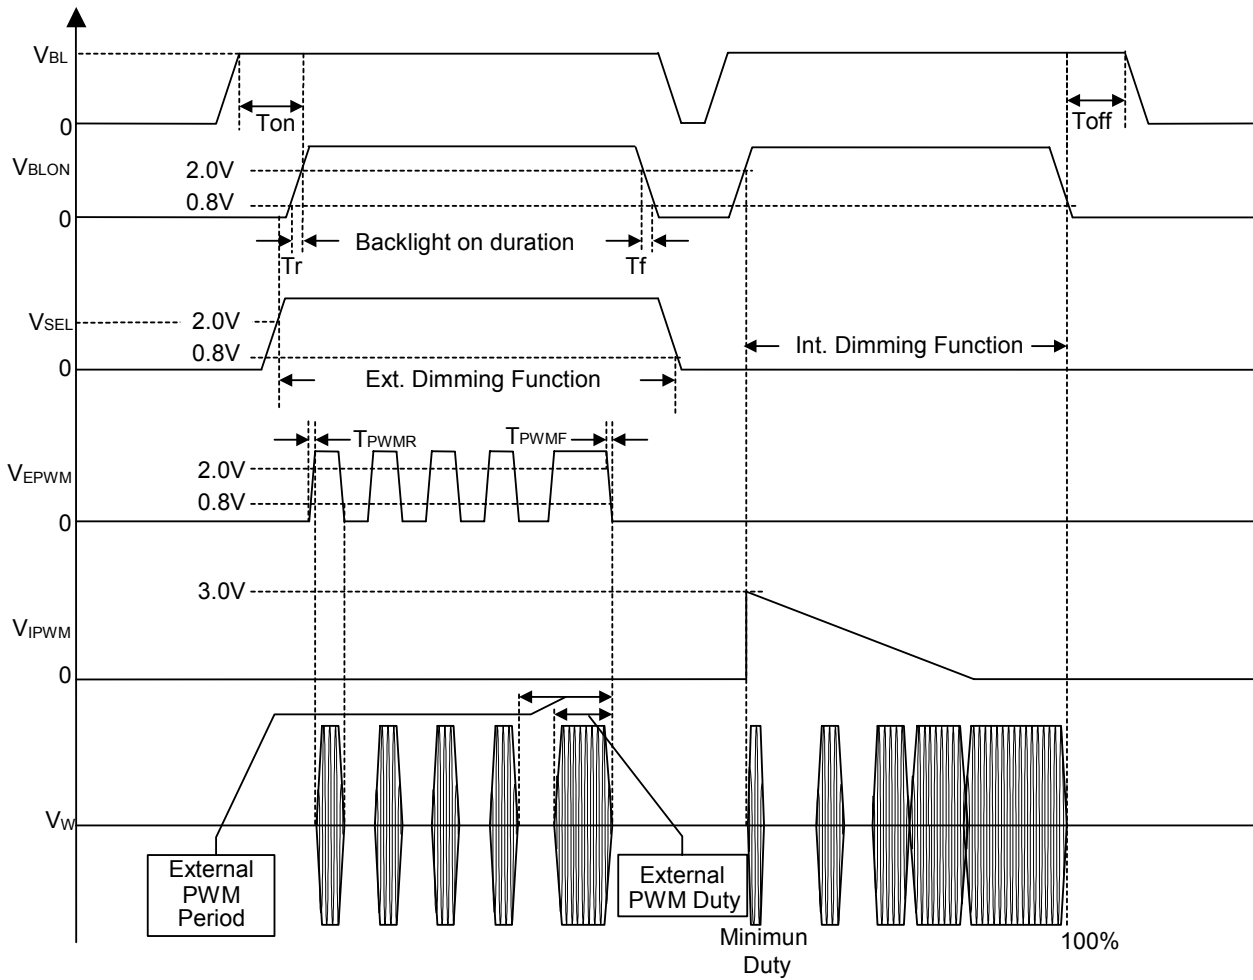 VBL
0
Ton
Toff
VBLON
2.0V
0.8V
0
Backlight on duration
Tr
Tf
VSEL
2.0V
0.8V
0
Int. Dimming Function
Ext. Dimming Function
TPWMR
TPWMF
VEPWM
2.0V
0.8V
0
3.0V
VIPWM
0
VW
External
PWM
Period
External
PWM Duty
Minimun
Duty
100%